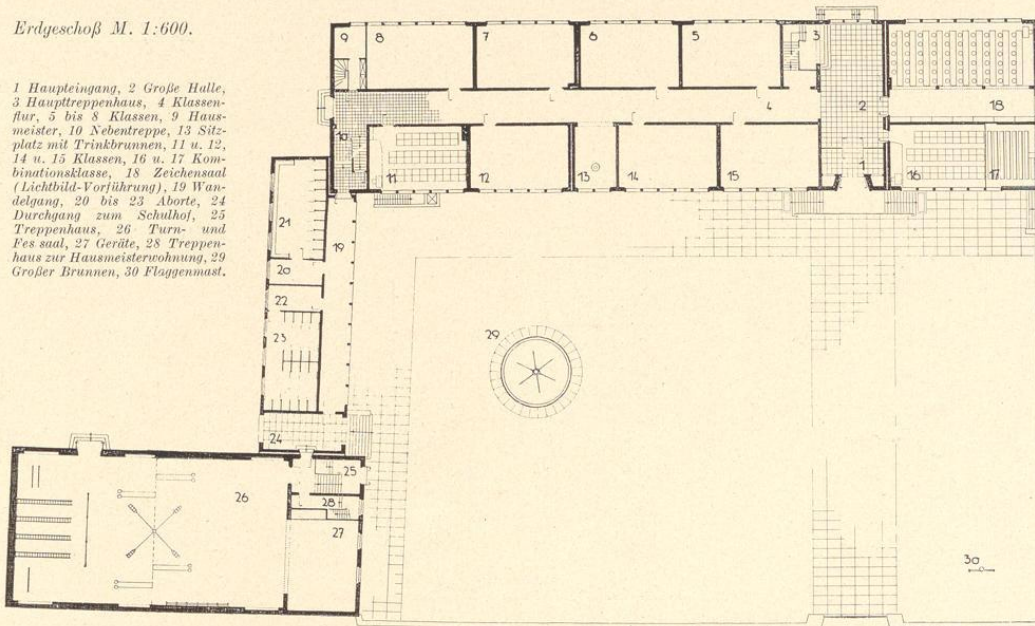 Erdgeschoß M. 1:600.
1 Haupteingang, 2 Große Halle,
3 Haupttreppenhaus, 4 Klassen-
flur, 5 bis 8 Klassen, 9 Haus-
meister, 10 Nebentreppe, 13 Sitz-
platz mit Trinkbrunnen, 11 u. 12,
14 u. 15 Klassen, 16 u. 17 Kom-
binationsklasse, 18 Zeichensaal
(Lichtbild-Vorführung), 19 Wan-
delgang, 20 bis 23 Aborte, 24
Durchgang zum Schulhof, 25
Treppenhaus, 26 Turn- und
Fes saal, 27 Geräte, 28 Treppen-
haus zur Hausmeisterwohnung, 29
Großer Brunnen, 30 Flaggenmast.
9 8 7 6 5 3
4 2 18
10
11 12 13 14 15 1 16 17
21 19
20
22
23
29
24
25
26 28
27
30